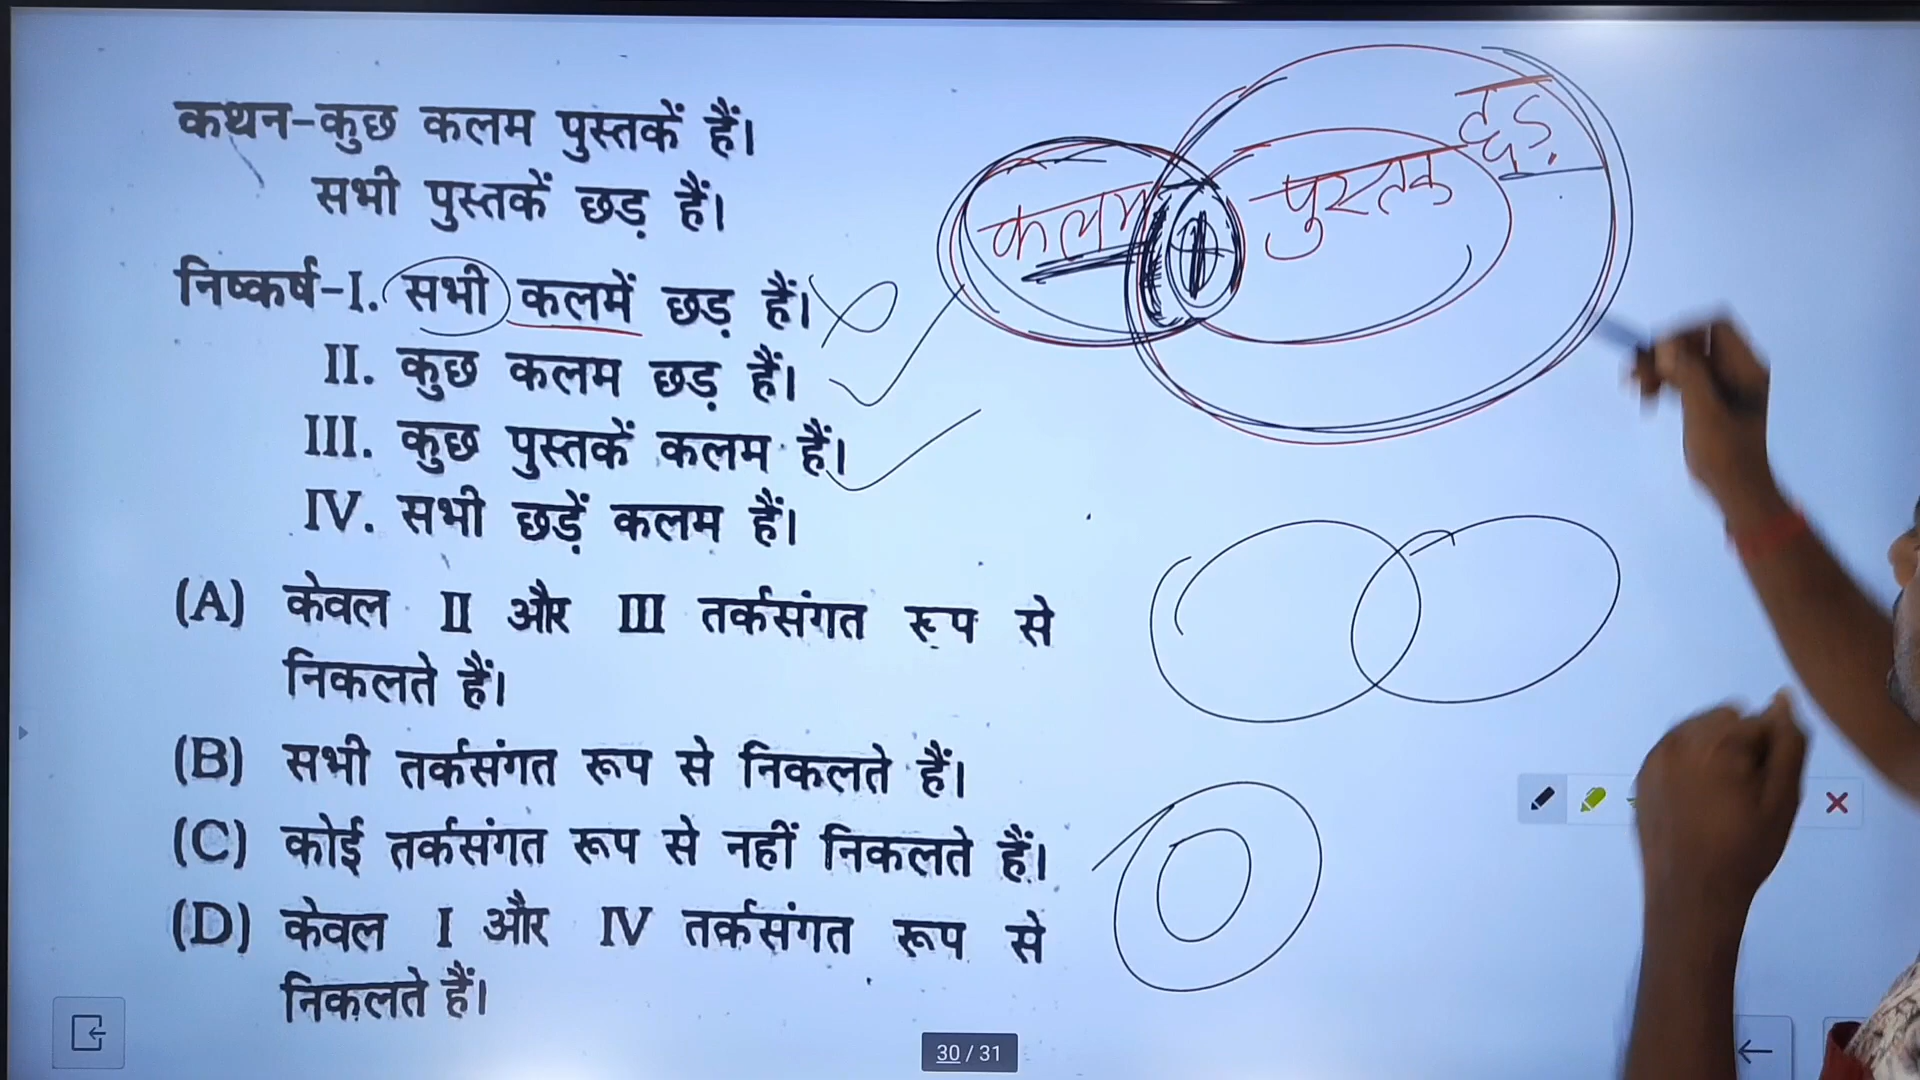 कथन-कुछ कलम पुस्तकें हैं।
सभी पुस्तकें छड़ हैं।
निष्कर्ष-I. सभी कलमें छड़ हैं।
II. कुछ कलम छड़ हैं।
III. कुछ पुस्तकें कलम हैं।
IV. सभी छड़ें कलम हैं।
(A) केवल II और III तर्कसंगत रूप से
निकलते हैं।
(B) सभी तर्कसंगत रूप से निकलते हैं।
(C) कोई तर्कसंगत रूप से नहीं निकलते हैं।
(D) केवल I और IV तर्कसंगत रूप से
निकलते हैं।
कलम
पुस्तक
छड़
30 / 31